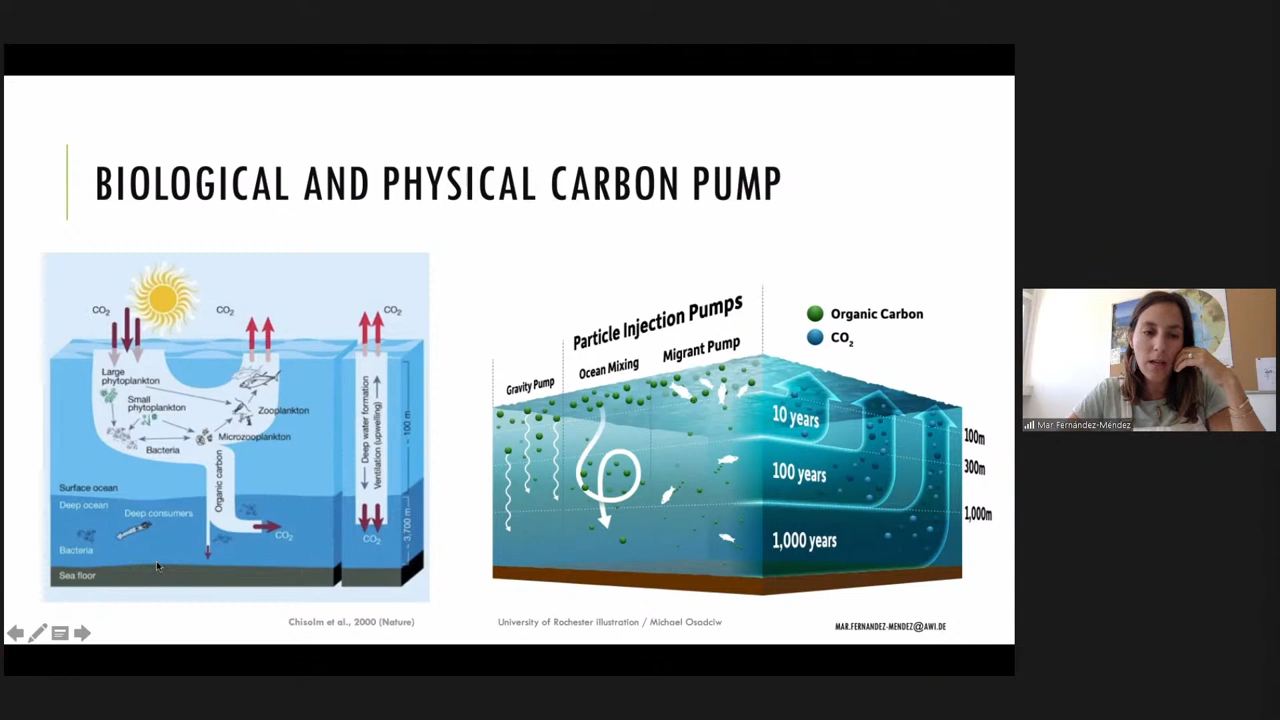 BIOLOGICAL AND PHYSICAL CARBON PUMP
CO2
CO2
CO2
Large
phytoplankton
Small
phytoplankton
Zooplankton
Microzooplankton
Bacteria
Organic carbon
Deep water formation
Ventilation (upwelling)
~ 100 m
Surface ocean
Deep ocean
Deep consumers
Bacteria
CO2
CO2
~ 3,700 m
Sea floor
Chisolm et al., 2000 (Nature)
Particle Injection Pumps
Gravity Pump
Ocean Mixing
Migrant Pump
Organic Carbon
CO2
10 years
100 years
1,000 years
100m
300m
1,000m
University of Rochester illustration / Michael Osadciw
MAR.FERNANDEZ-MENDEZ@AWI.DE
Mar Fernández-Méndez